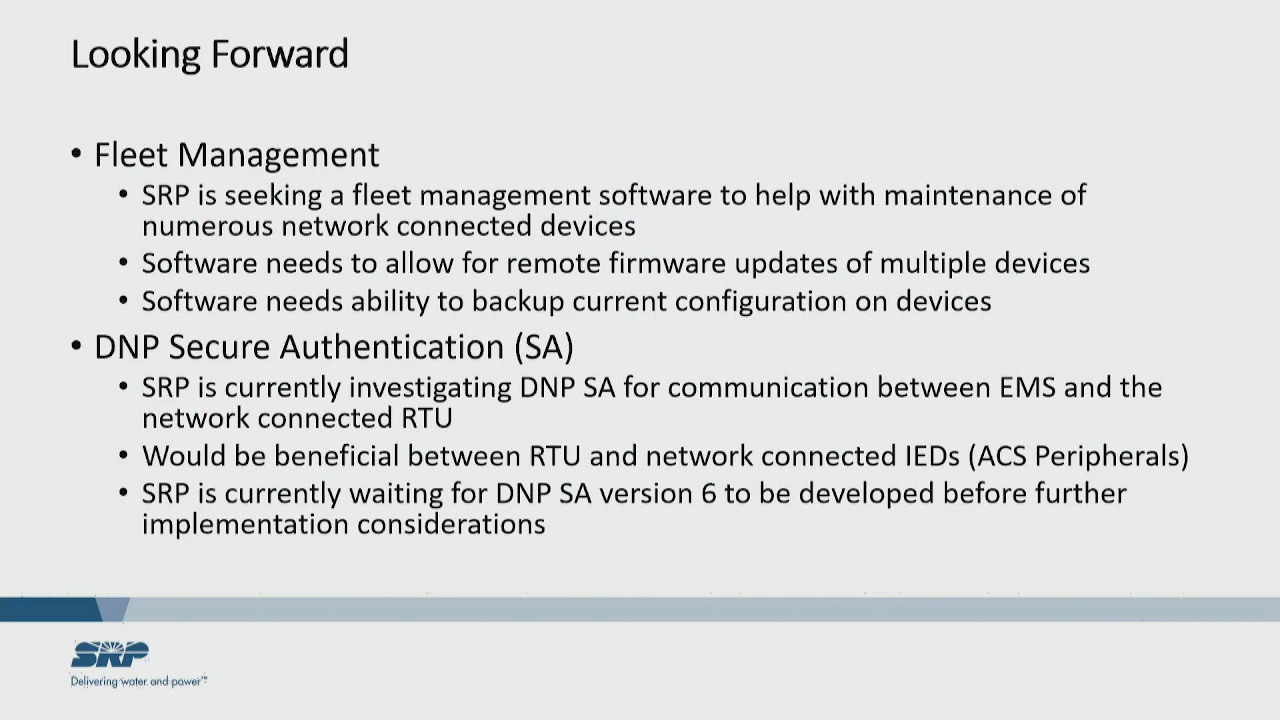 Looking Forward
• Fleet Management
• SRP is seeking a fleet management software to help with maintenance of
numerous network connected devices
• Software needs to allow for remote firmware updates of multiple devices
• Software needs ability to backup current configuration on devices
• DNP Secure Authentication (SA)
• SRP is currently investigating DNP SA for communication between EMS and the
network connected RTU
• Would be beneficial between RTU and network connected IEDs (ACS Peripherals)
• SRP is currently waiting for DNP SA version 6 to be developed before further
implementation considerations
SRP
Delivering water and power™